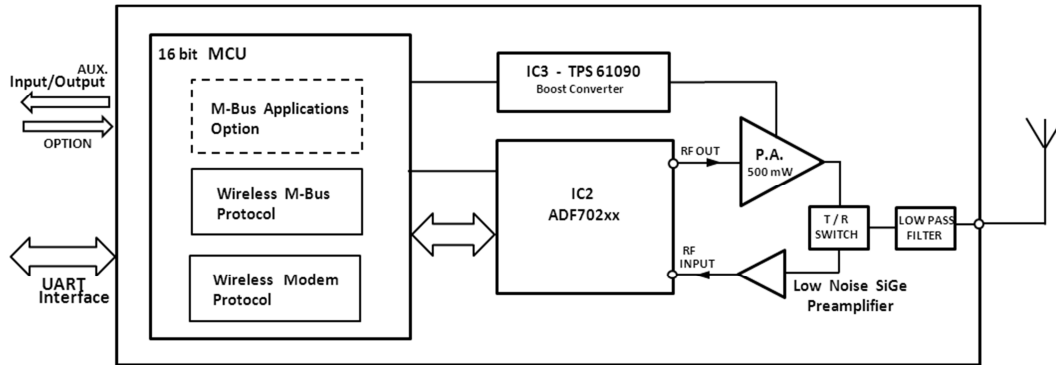 AUX.
Input/Output
OPTION
UART
Interface
16 bit MCU
M-Bus Applications
Option
Wireless M-Bus
Protocol
Wireless Modem
Protocol
IC3 - TPS 61090
Boost Converter
IC2
ADF702xx
RF OUT
P.A.
500 mW
RF
INPUT
T / R
SWITCH
LOW PASS
FILTER
Low Noise SiGe
Preamplifier